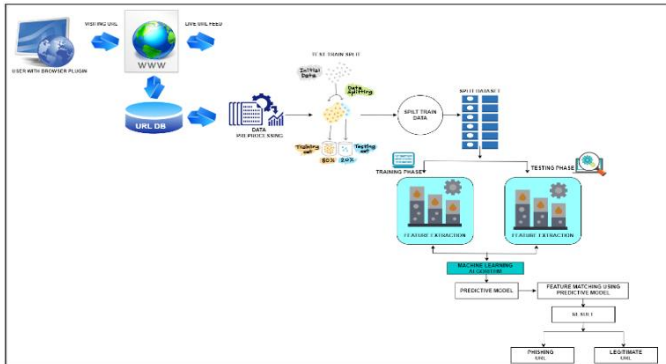 VISITING URL
LIVE URL FEED
WWW
USER WITH BROWSER PLUGIN
URL DB
DATA
PREPROCESSING
TEST TRAIN SPLIT
Initial
Data
Data
Splitting
Training
set
Testing
set
80%
20%
SPILT TRAIN
DATA
SPLIT DATASET
TRAINING PHASE
TESTING PHASE
FEATURE EXTRACTION
FEATURE EXTRACTION
MACHINE LEARNING
ALGORITHM
PREDICTIVE MODEL
FEATURE MATCHING USING
PREDICTIVE MODEL
RESULT
PHISHING
URL
LEGITIMATE
URL